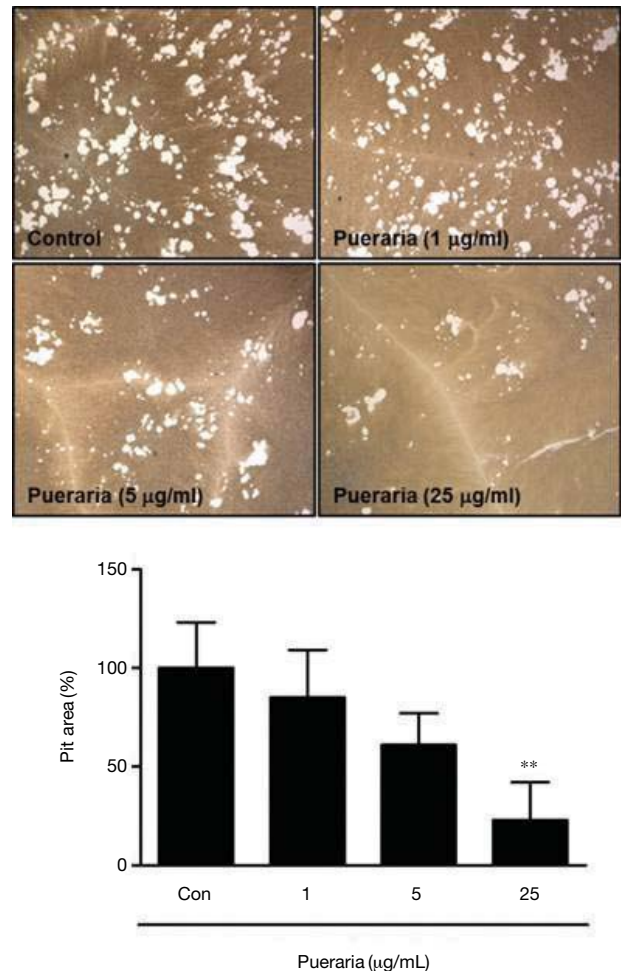 Control
Pueraria (1 μg/ml)
Pueraria (5 μg/ml)
Pueraria (25 μg/ml)
150
100
50
0
Pit area (%)
**
Con 1 5 25
Pueraria (μg/mL)